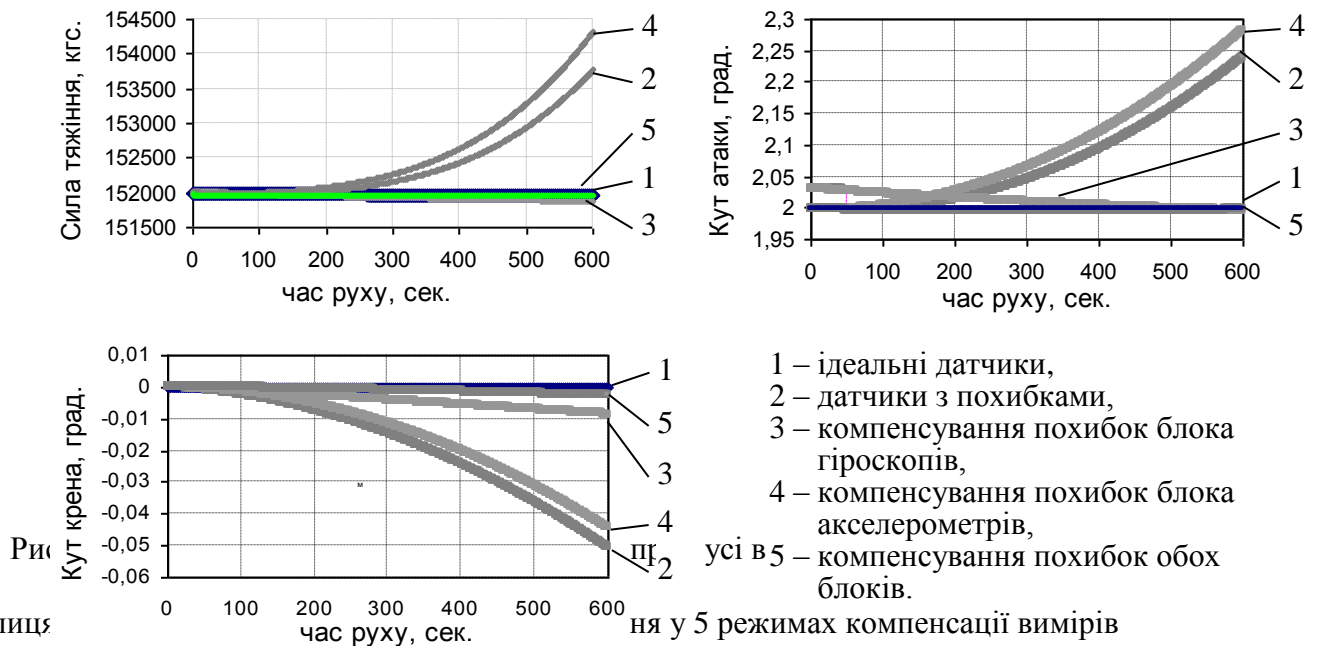 154500
154000
153500
153000
152500
152000
151500
Сила тяжіння, кгс.
0 100 200 300 400 500 600
час руху, сек.
4
2
5
1
3
2,3
2,25
2,2
2,15
2,1
2,05
2
1,95
Кут атаки, град.
0 100 200 300 400 500 600
час руху, сек.
4
2
3
1
5
0,01
0
-0,01
-0,02
-0,03
-0,04
-0,05
-0,06
Кут крена, град.
м
0 100 200 300 400 500 600
час руху, сек.
1
5
3
4
2
1 – ідеальні датчики,
2 – датчики з похибками,
3 – компенсування похибок блока
гіроскопів,
4 – компенсування похибок блока
акселерометрів,
5 – компенсування похибок обох
блоків.
усі в
ня у 5 режимах компенсації вимірів